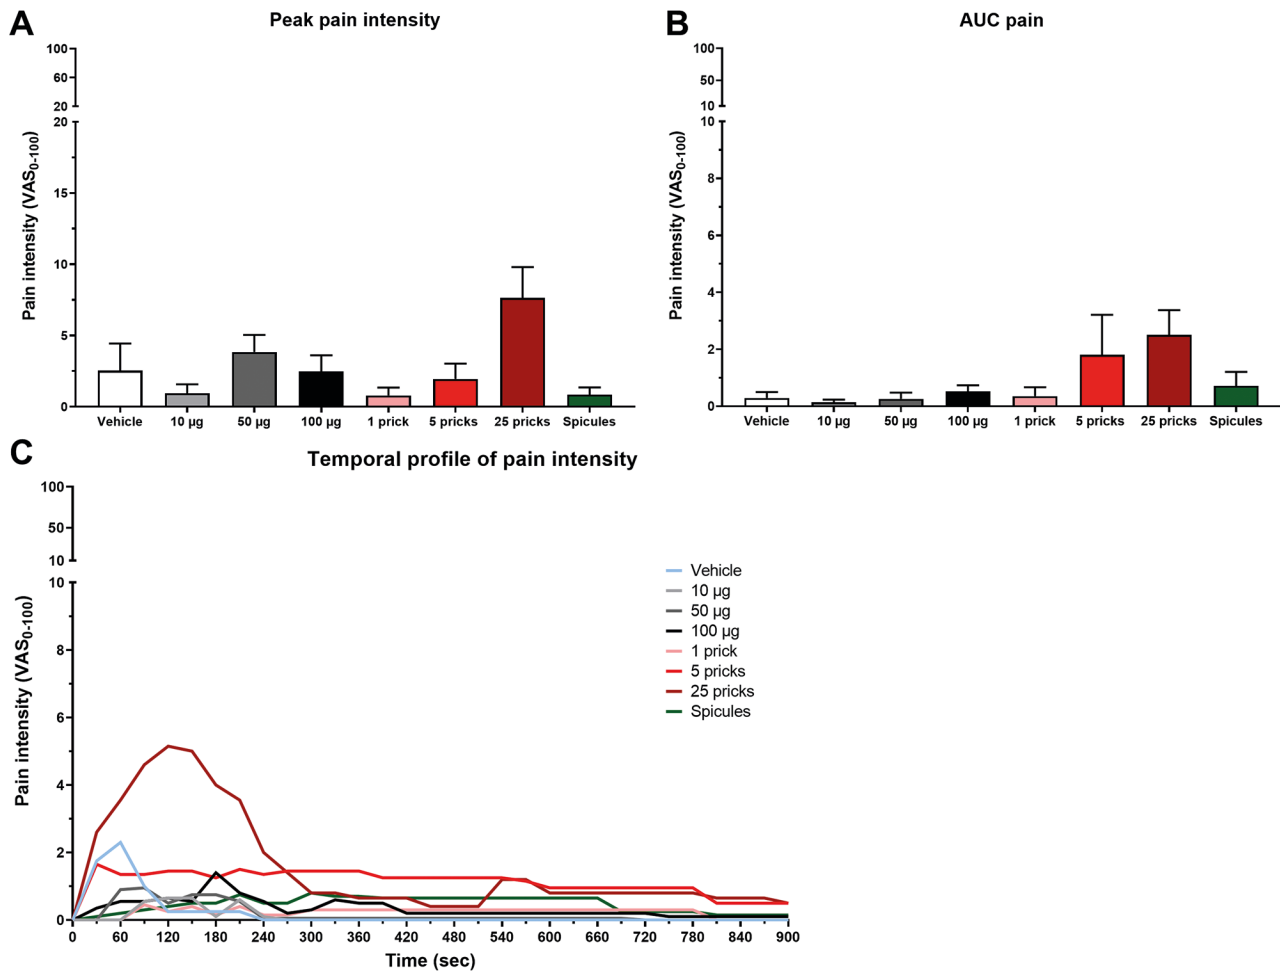 A
Peak pain intensity
Pain intensity (VAS0-100)
100
60
20
20
15
10
5
0
Vehicle 10 µg 50 µg 100 µg 1 prick 5 pricks 25 pricks Spicules
B
AUC pain
Pain intensity (VAS0-100)
100
50
10
10
8
6
4
2
0
Vehicle 10 µg 50 µg 100 µg 1 prick 5 pricks 25 pricks Spicules
C
Temporal profile of pain intensity
Pain intensity (VAS0-100)
100
50
10
10
8
6
4
2
0
0 60 120 180 240 300 360 420 480 540 600 660 720 780 840 900
Time (sec)
Vehicle
10 µg
50 µg
100 µg
1 prick
5 pricks
25 pricks
Spicules